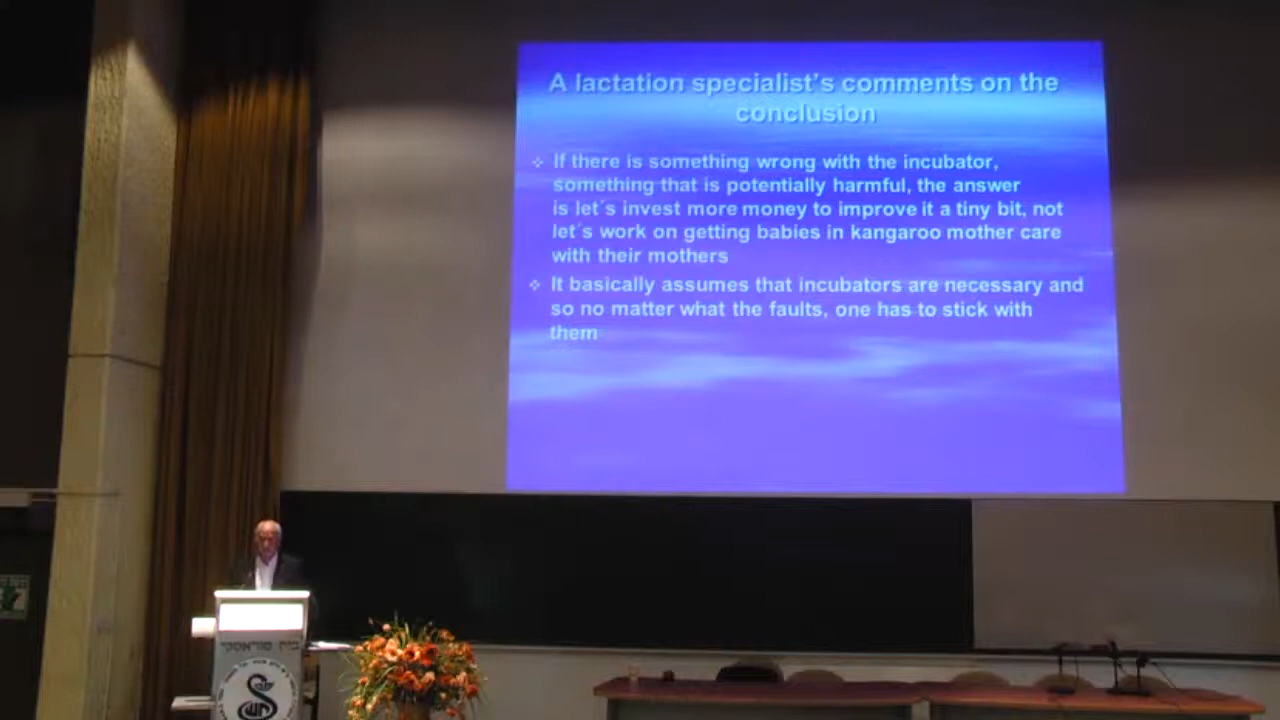 A lactation specialist's comments on the
conclusion
❖ If there is something wrong with the incubator,
something that is potentially harmful, the answer
is let´s invest more money to improve it a tiny bit, not
let´s work on getting babies in kangaroo mother care
with their mothers
❖ It basically assumes that incubators are necessary and
so no matter what the faults, one has to stick with
them
בית סוראסקי